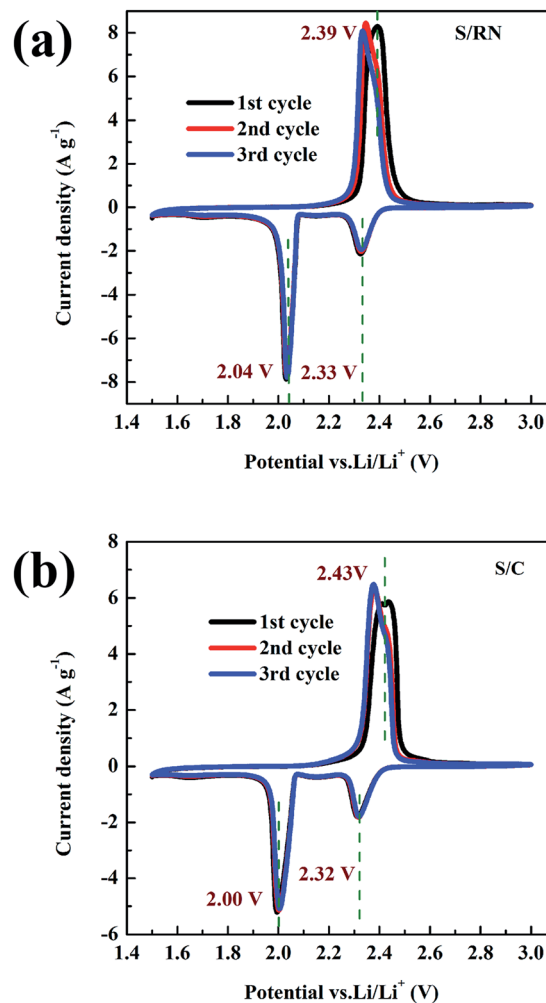 (a)
S/RN
2.39 V
1st cycle
2nd cycle
3rd cycle
2.04 V
2.33 V
8
6
4
2
0
-2
-4
-6
-8
Current density (A g⁻¹)
1.4 1.6 1.8 2.0 2.2 2.4 2.6 2.8 3.0
Potential vs.Li/Li⁺ (V)
(b)
S/C
2.43V
1st cycle
2nd cycle
3rd cycle
2.00 V
2.32 V
8
6
4
2
0
-2
-4
-6
Current density (A g⁻¹)
1.4 1.6 1.8 2.0 2.2 2.4 2.6 2.8 3.0
Potential vs.Li/Li⁺ (V)